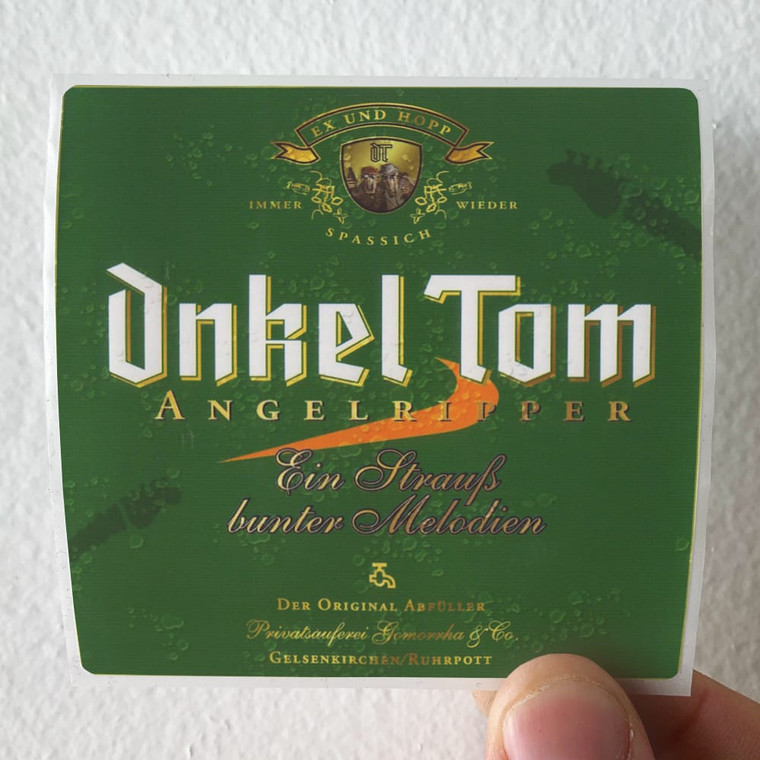 EX UND HOPP
DT
IMMER WIEDER
SPASSICH
Onkel Tom
ANGELRIPPER
Ein Strauß
bunter Melodien
DER ORIGINAL ABFÜLLER
Privatsauferei Gomorrha & Co.
GELSENKIRCHEN/RUHRPOTT